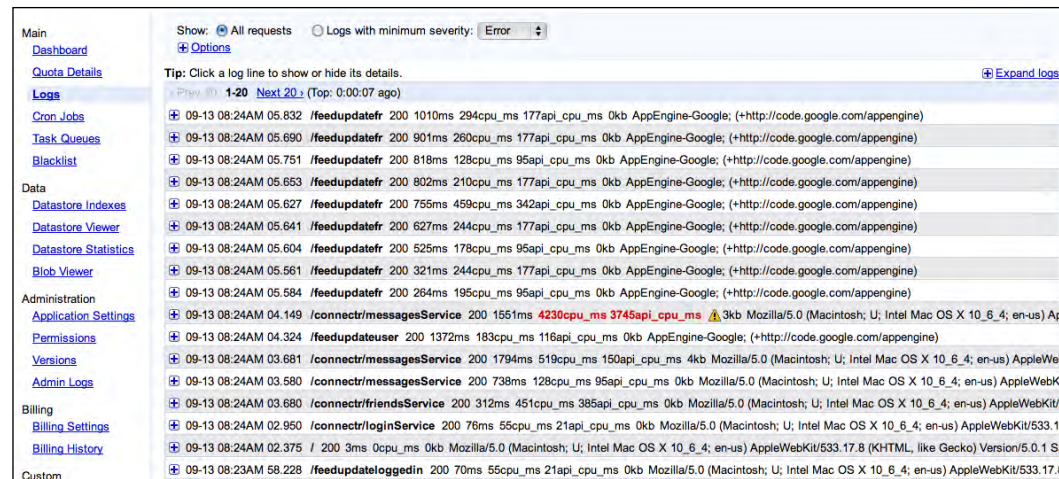 Main
Dashboard
Quota Details
Logs
Cron Jobs
Task Queues
Blacklist
Data
Datastore Indexes
Datastore Viewer
Datastore Statistics
Blob Viewer
Administration
Application Settings
Permissions
Versions
Admin Logs
Billing
Billing Settings
Billing History
Custom
Show: All requests Logs with minimum severity: Error
Options
Tip: Click a log line to show or hide its details. Expand logs
‹ Prev 20 1-20 Next 20 › (Top: 0:00:07 ago)
09-13 08:24AM 05.832 /feedupdatefr 200 1010ms 294cpu_ms 177api_cpu_ms 0kb AppEngine-Google; (+http://code.google.com/appengine)
09-13 08:24AM 05.690 /feedupdatefr 200 901ms 260cpu_ms 177api_cpu_ms 0kb AppEngine-Google; (+http://code.google.com/appengine)
09-13 08:24AM 05.751 /feedupdatefr 200 818ms 128cpu_ms 95api_cpu_ms 0kb AppEngine-Google; (+http://code.google.com/appengine)
09-13 08:24AM 05.653 /feedupdatefr 200 802ms 210cpu_ms 177api_cpu_ms 0kb AppEngine-Google; (+http://code.google.com/appengine)
09-13 08:24AM 05.627 /feedupdatefr 200 755ms 459cpu_ms 342api_cpu_ms 0kb AppEngine-Google; (+http://code.google.com/appengine)
09-13 08:24AM 05.641 /feedupdatefr 200 627ms 244cpu_ms 177api_cpu_ms 0kb AppEngine-Google; (+http://code.google.com/appengine)
09-13 08:24AM 05.604 /feedupdatefr 200 525ms 178cpu_ms 95api_cpu_ms 0kb AppEngine-Google; (+http://code.google.com/appengine)
09-13 08:24AM 05.561 /feedupdatefr 200 321ms 244cpu_ms 177api_cpu_ms 0kb AppEngine-Google; (+http://code.google.com/appengine)
09-13 08:24AM 05.584 /feedupdatefr 200 264ms 195cpu_ms 95api_cpu_ms 0kb AppEngine-Google; (+http://code.google.com/appengine)
09-13 08:24AM 04.149 /connectr/messagesService 200 1551ms 4230cpu_ms 3745api_cpu_ms 3kb Mozilla/5.0 (Macintosh; U; Intel Mac OS X 10_6_4; en-us) Ap
09-13 08:24AM 04.324 /feedupdateuser 200 1372ms 183cpu_ms 116api_cpu_ms 0kb AppEngine-Google; (+http://code.google.com/appengine)
09-13 08:24AM 03.681 /connectr/messagesService 200 1794ms 519cpu_ms 150api_cpu_ms 4kb Mozilla/5.0 (Macintosh; U; Intel Mac OS X 10_6_4; en-us) AppleWe
09-13 08:24AM 03.580 /connectr/messagesService 200 738ms 128cpu_ms 95api_cpu_ms 0kb Mozilla/5.0 (Macintosh; U; Intel Mac OS X 10_6_4; en-us) AppleWebK
09-13 08:24AM 03.680 /connectr/friendsService 200 312ms 451cpu_ms 385api_cpu_ms 0kb Mozilla/5.0 (Macintosh; U; Intel Mac OS X 10_6_4; en-us) AppleWebKit/
09-13 08:24AM 02.950 /connectr/loginService 200 76ms 55cpu_ms 21api_cpu_ms 0kb Mozilla/5.0 (Macintosh; U; Intel Mac OS X 10_6_4; en-us) AppleWebKit/533.1
09-13 08:24AM 02.375 / 200 3ms 0cpu_ms 0kb Mozilla/5.0 (Macintosh; U; Intel Mac OS X 10_6_4; en-us) AppleWebKit/533.17.8 (KHTML, like Gecko) Version/5.0.1 S
09-13 08:23AM 58.228 /feedupdateloggedin 200 70ms 55cpu_ms 21api_cpu_ms 0kb Mozilla/5.0 (Macintosh; U; Intel Mac OS X 10_6_4; en-us) AppleWebKit/533.17.8